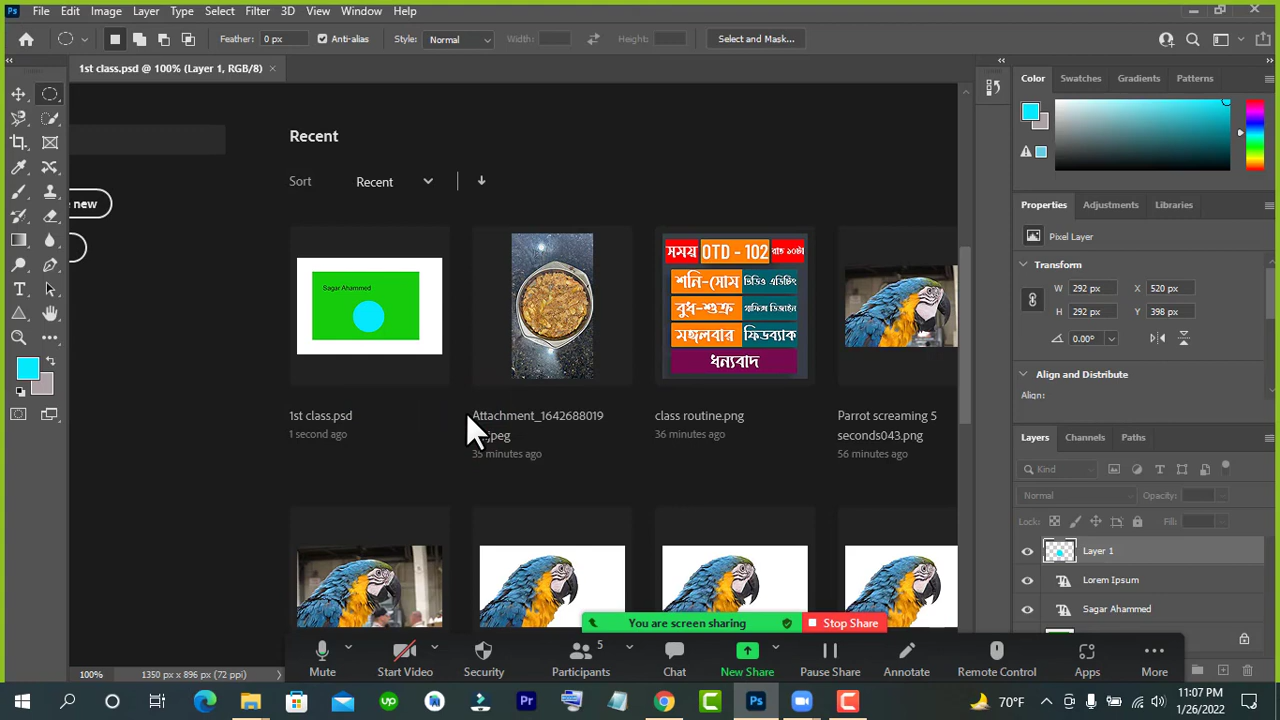 Ps File Edit Image Layer Type Select Filter 3D View Window Help
Feather: 0 px Anti-alias Style: Normal Width: Height: Select and Mask...
1st class.psd @ 100% (Layer 1, RGB/8) ×
Color Swatches Gradients Patterns
Recent
Sort Recent
e new
Properties Adjustments Libraries
Pixel Layer
Transform
W 292 px X 520 px
H 292 px Y 398 px
0.00°
Align and Distribute
Align:
Sagar Ahammed
সময় OTD - 102 রাত ১০টা
শনি-সোম ভিডিও এডিটিং
বুধ-শুক্র গ্রাফিক্স ডিজাইন
মঙ্গলবার ফিডব্যাক
ধন্যবাদ
1st class.psd
1 second ago
Attachment_1642688019
.jpeg
35 minutes ago
class routine.png
36 minutes ago
Parrot screaming 5
seconds043.png
56 minutes ago
Layers Channels Paths
Kind
Normal Opacity:
Lock: Fill:
Layer 1
Lorem Ipsum
Sagar Ahammed
You are screen sharing Stop Share
100% 1350 px x 896 px (72 ppi)
Mute Start Video Security Participants 5 Chat New Share Pause Share Annotate Remote Control Apps More
up Pr Ps 70°F 11:07 PM
1/26/2022